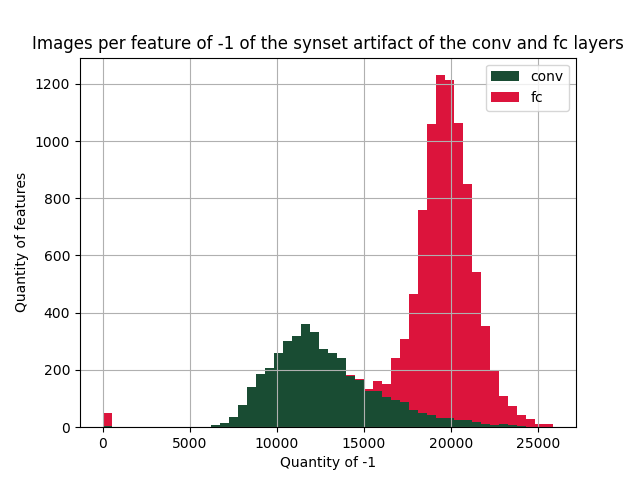 Images per feature of -1 of the synset artifact of the conv and fc layers
conv
fc
1200
1000
800
600
400
200
0
Quantity of features
0 5000 10000 15000 20000 25000
Quantity of -1